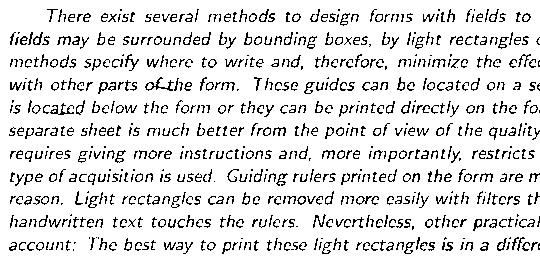 There exist several methods to design forms with fields to
fields may be surrounded by bounding boxes, by light rectangles
methods specify where to write and, therefore, minimize the
with other parts of the form. These guides can be located on a
is located below the form or they can be printed directly on the
separate sheet is much better from the point of view of the quality
requires giving more instructions and, more importantly, restricts
type of acquisition is used. Guiding rulers printed on the form are
reason. Light rectangles can be removed more easily with filters
handwritten text touches the rulers. Nevertheless, other practical
account: The best way to print these light rectangles is in a